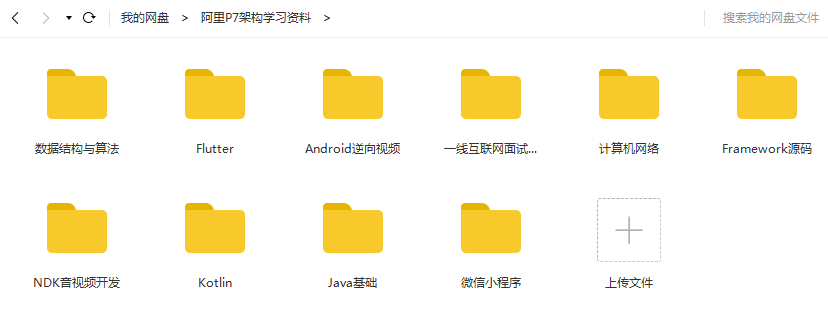 我的网盘 > 阿里P7架构学习资料 > 搜索我的网盘文件
数据结构与算法 Flutter Android逆向视频 一线互联网面试... 计算机网络 Framework源码
NDK音视频开发 Kotlin Java基础 微信小程序 上传文件